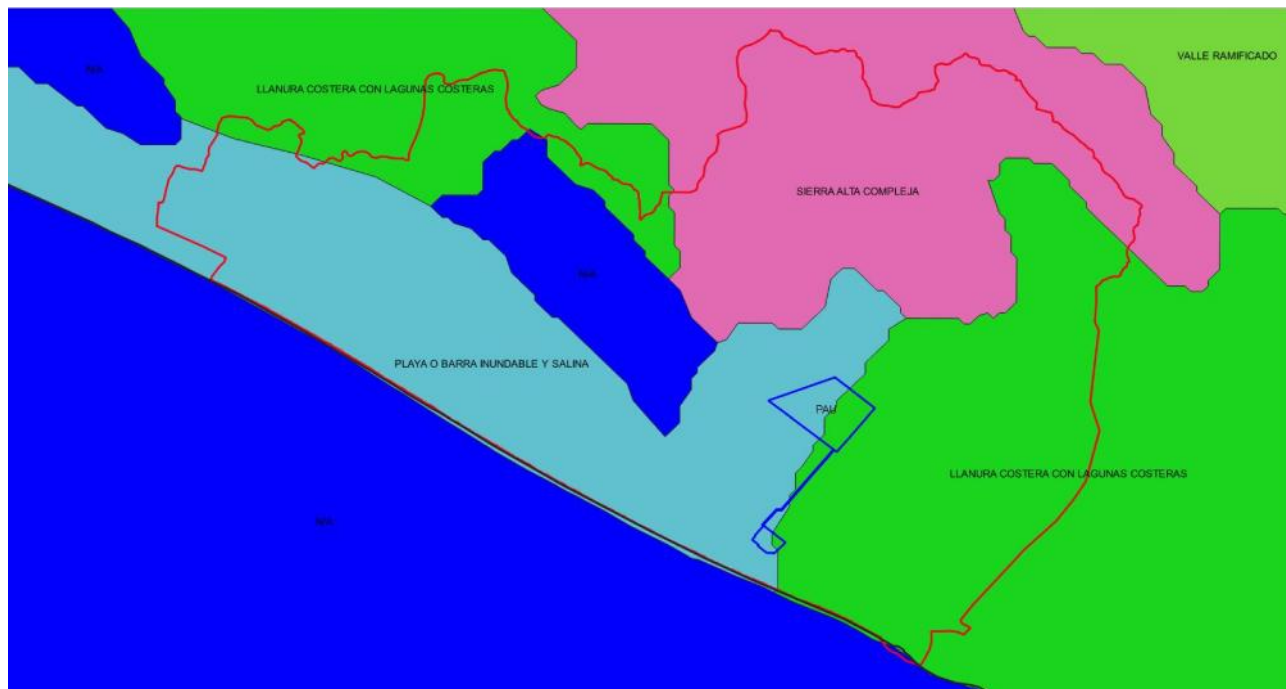 VALLE RAMIFICADO
LLANURA COSTERA CON LAGUNAS COSTERAS
SIERRA ALTA COMPLEJA
PLAYA O BARRA INUNDABLE Y SALINA
PAU
LLANURA COSTERA CON LAGUNAS COSTERAS